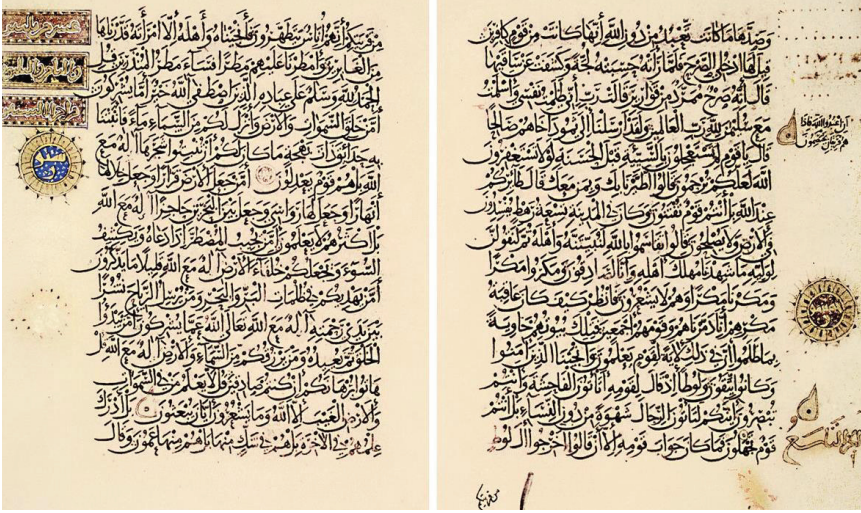 وصدها ما كانت تعبد من دون الله إنها كانت من قوم كافرين
قيل لها ادخلي الصرح فلما رأته حسبته لجة وكشفت عن ساقيها
قال إنه صرح ممرد من قوارير قالت رب إني ظلمت نفسي وأسلمت
مع سليمن لله رب العالمين ولقد أرسلنا إلى ثمود أخاهم صالحا
أن اعبدوا الله فإذا
هم فريقان يختصمون
قال يا قوم لم تستعجلون بالسيئة قبل الحسنة لولا تستغفرون
الله لعلكم ترحمون قالوا اطيرنا بك وبمن معك قال طائركم
عند الله بل أنتم قوم تفتنون وكان في المدينة تسعة رهط يفسدون
في الأرض ولا يصلحون قالوا تقاسموا بالله لنبيتنه وأهله ثم لنقولن
لوليه ما شهدنا مهلك أهله وإنا لصادقون ومكروا مكرا
ومكرنا مكرا وهم لا يشعرون فانظر كيف كان عاقبة
مكرهم أنا دمرناهم وقومهم أجمعين فتلك بيوتهم خاوية
بما ظلموا إن في ذلك لآية لقوم يعلمون وأنجينا الذين آمنوا
وكانوا يتقون ولوطا إذ قال لقومه أتأتون الفاحشة وأنتم
تبصرون أئنكم لتأتون الرجال شهوة من دون النساء بل أنتم
قوم تجهلون فما كان جواب قومه إلا أن قالوا أخرجوا آل لوط
من قريتكم إنهم أناس يتطهرون فأنجيناه وأهله إلا امرأته قدرناها
من الغابرين وأمطرنا عليهم مطرا فساء مطر المنذرين قل
الحمد لله وسلام على عباده الذين اصطفى آلله خير أما يشركون
أمن خلق السموات والأرض وأنزل لكم من السماء ماء فأنبتنا
به حدائق ذات بهجة ما كان لكم أن تنبتوا شجرها أإله مع
الله بل هم قوم يعدلون أمن جعل الأرض قرارا وجعل خلالها
أنهارا وجعل لها رواسي وجعل بين البحرين حاجزا أإله مع الله
بل أكثرهم لا يعلمون أمن يجيب المضطر إذا دعاه ويكشف
السوء ويجعلكم خلفاء الأرض أإله مع الله قليلا ما تذكرون
أمن يهديكم في ظلمات البر والبحر ومن يرسل الرياح نشرا
بين يدي رحمته أإله مع الله تعالى الله عما يشركون أمن يبدؤا
الخلق ثم يعيده ومن يرزقكم من السماء والأرض أإله مع الله قل
هاتوا برهانكم إن كنتم صادقين قل لا يعلم من في السموات
والأرض الغيب إلا الله وما يشعرون أيان يبعثون بل ادارك
علمهم في الآخرة بل هم في شك منها بل هم منها عمون وقال